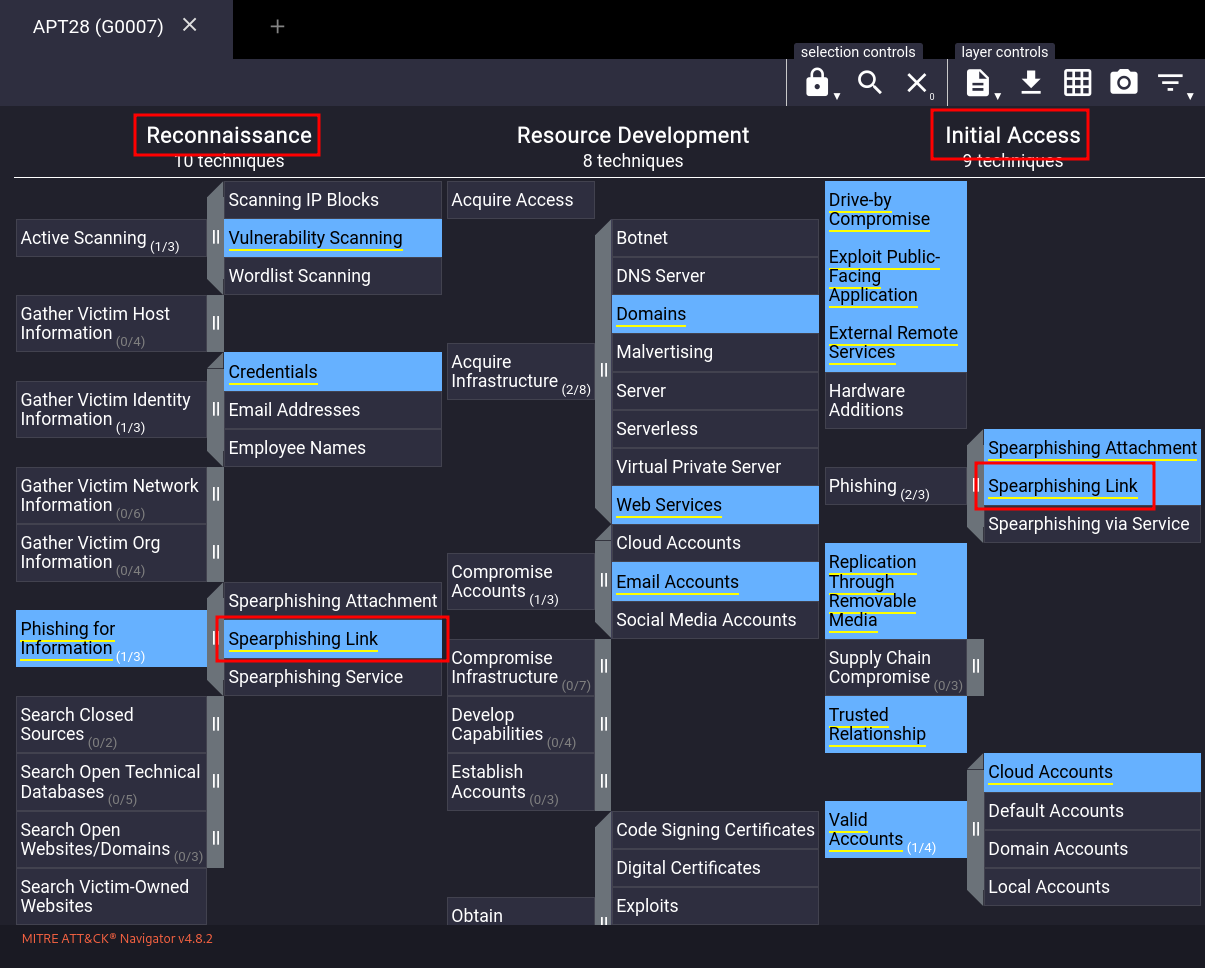 APT28 (G0007)
selection controls
layer controls
0
Reconnaissance
10 techniques
Scanning IP Blocks
Active Scanning (1/3)
Vulnerability Scanning
Wordlist Scanning
Gather Victim Host
Information (0/4)
Credentials
Gather Victim Identity
Information (1/3)
Email Addresses
Employee Names
Gather Victim Network
Information (0/6)
Gather Victim Org
Information (0/4)
Spearphishing Attachment
Phishing for
Information (1/3)
Spearphishing Link
Spearphishing Service
Search Closed
Sources (0/2)
Search Open Technical
Databases (0/5)
Search Open
Websites/Domains (0/3)
Search Victim-Owned
Websites
Resource Development
8 techniques
Acquire Access
Botnet
DNS Server
Domains
Malvertising
Acquire
Infrastructure (2/8)
Server
Serverless
Virtual Private Server
Web Services
Cloud Accounts
Compromise
Accounts (1/3)
Email Accounts
Social Media Accounts
Compromise
Infrastructure (0/7)
Develop
Capabilities (0/4)
Establish
Accounts (0/3)
Code Signing Certificates
Digital Certificates
Exploits
Obtain
Initial Access
9 techniques
Drive-by
Compromise
Exploit Public-
Facing
Application
External Remote
Services
Hardware
Additions
Spearphishing Attachment
Phishing (2/3)
Spearphishing Link
Spearphishing via Service
Replication
Through
Removable
Media
Supply Chain
Compromise (0/3)
Trusted
Relationship
Cloud Accounts
Valid
Accounts (1/4)
Default Accounts
Domain Accounts
Local Accounts
MITRE ATT&CK® Navigator v4.8.2